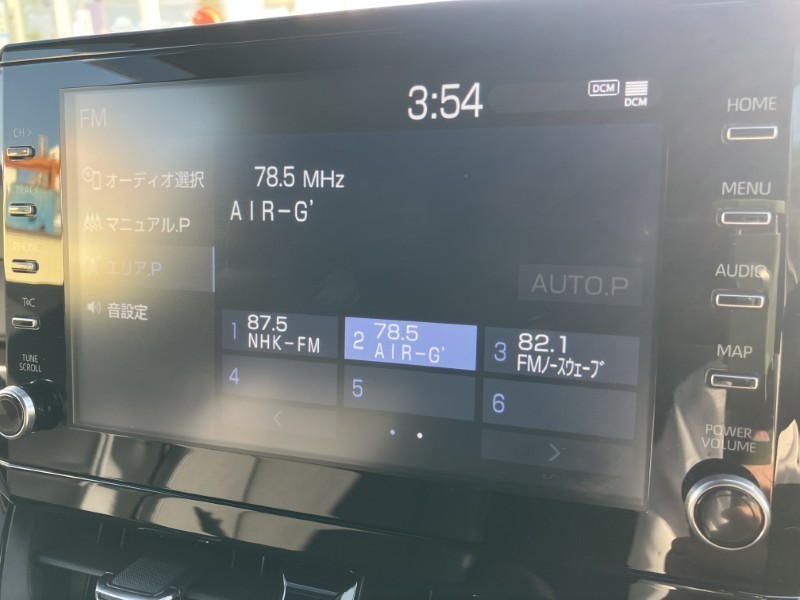 3:54
DCM
DCM
FM
HOME
CH >
オーディオ選択
78.5 MHz
MENU
TRACK
マニュアル.P
AIR-G'
PHONE
エリア.P
AUTO.P
AUDIO
音設定
T/C
1 87.5
NHK-FM
2 78.5
AIR-G'
3 82.1
FMノースウェーブ
MAP
TUNE
SCROLL
4
5
6
< 
>
POWER
VOLUME